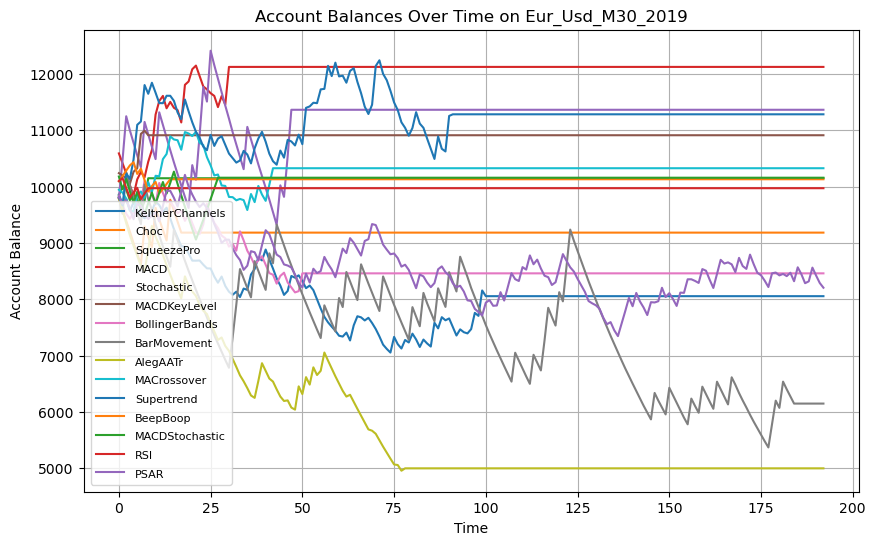 Account Balances Over Time on Eur_Usd_M30_2019
Account Balance
12000
11000
10000
9000
8000
7000
6000
5000
KeltnerChannels
Choc
SqueezePro
MACD
Stochastic
MACDKeyLevel
BollingerBands
BarMovement
AlegAATr
MACrossover
Supertrend
BeepBoop
MACDStochastic
RSI
PSAR
0 25 50 75 100 125 150 175 200
Time